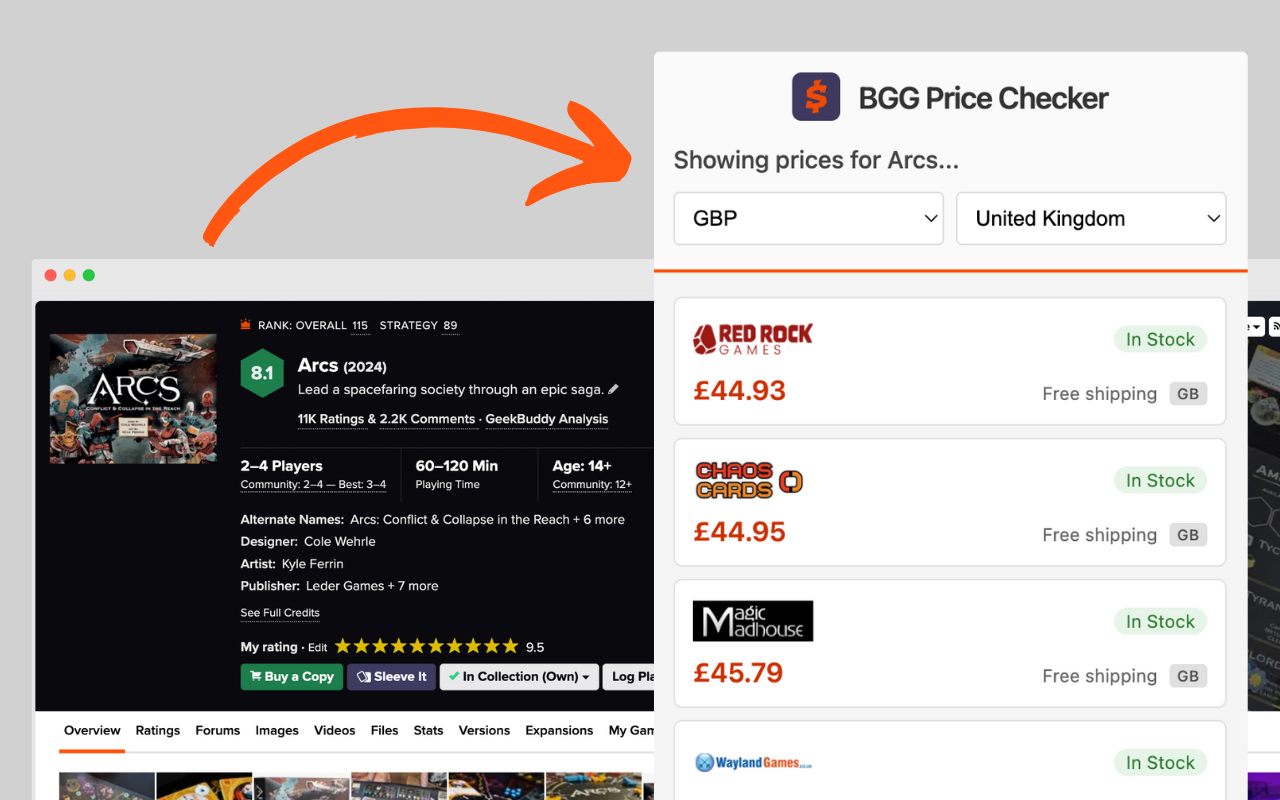 BGG Price Checker
Showing prices for Arcs...
GBP
United Kingdom
RED ROCK
GAMES
In Stock
£44.93
Free shipping GB
CHAOS
CARDS
In Stock
£44.95
Free shipping GB
Magic
Madhouse
In Stock
£45.79
Free shipping GB
WaylandGames.co.uk
In Stock
RANK: OVERALL 115 STRATEGY 89
ARCS
CONFLICT & COLLAPSE IN THE REACH
8.1
Arcs (2024)
Lead a spacefaring society through an epic saga.
11K Ratings & 2.2K Comments · GeekBuddy Analysis
2–4 Players
Community: 2–4 — Best: 3–4
60–120 Min
Playing Time
Age: 14+
Community: 12+
Alternate Names: Arcs: Conflict & Collapse in the Reach + 6 more
Designer: Cole Wehrle
Artist: Kyle Ferrin
Publisher: Leder Games + 7 more
See Full Credits
My rating · Edit 9.5
Buy a Copy
Sleeve It
In Collection (Own)
Log Pla
Overview Ratings Forums Images Videos Files Stats Versions Expansions My Gam
ARCS